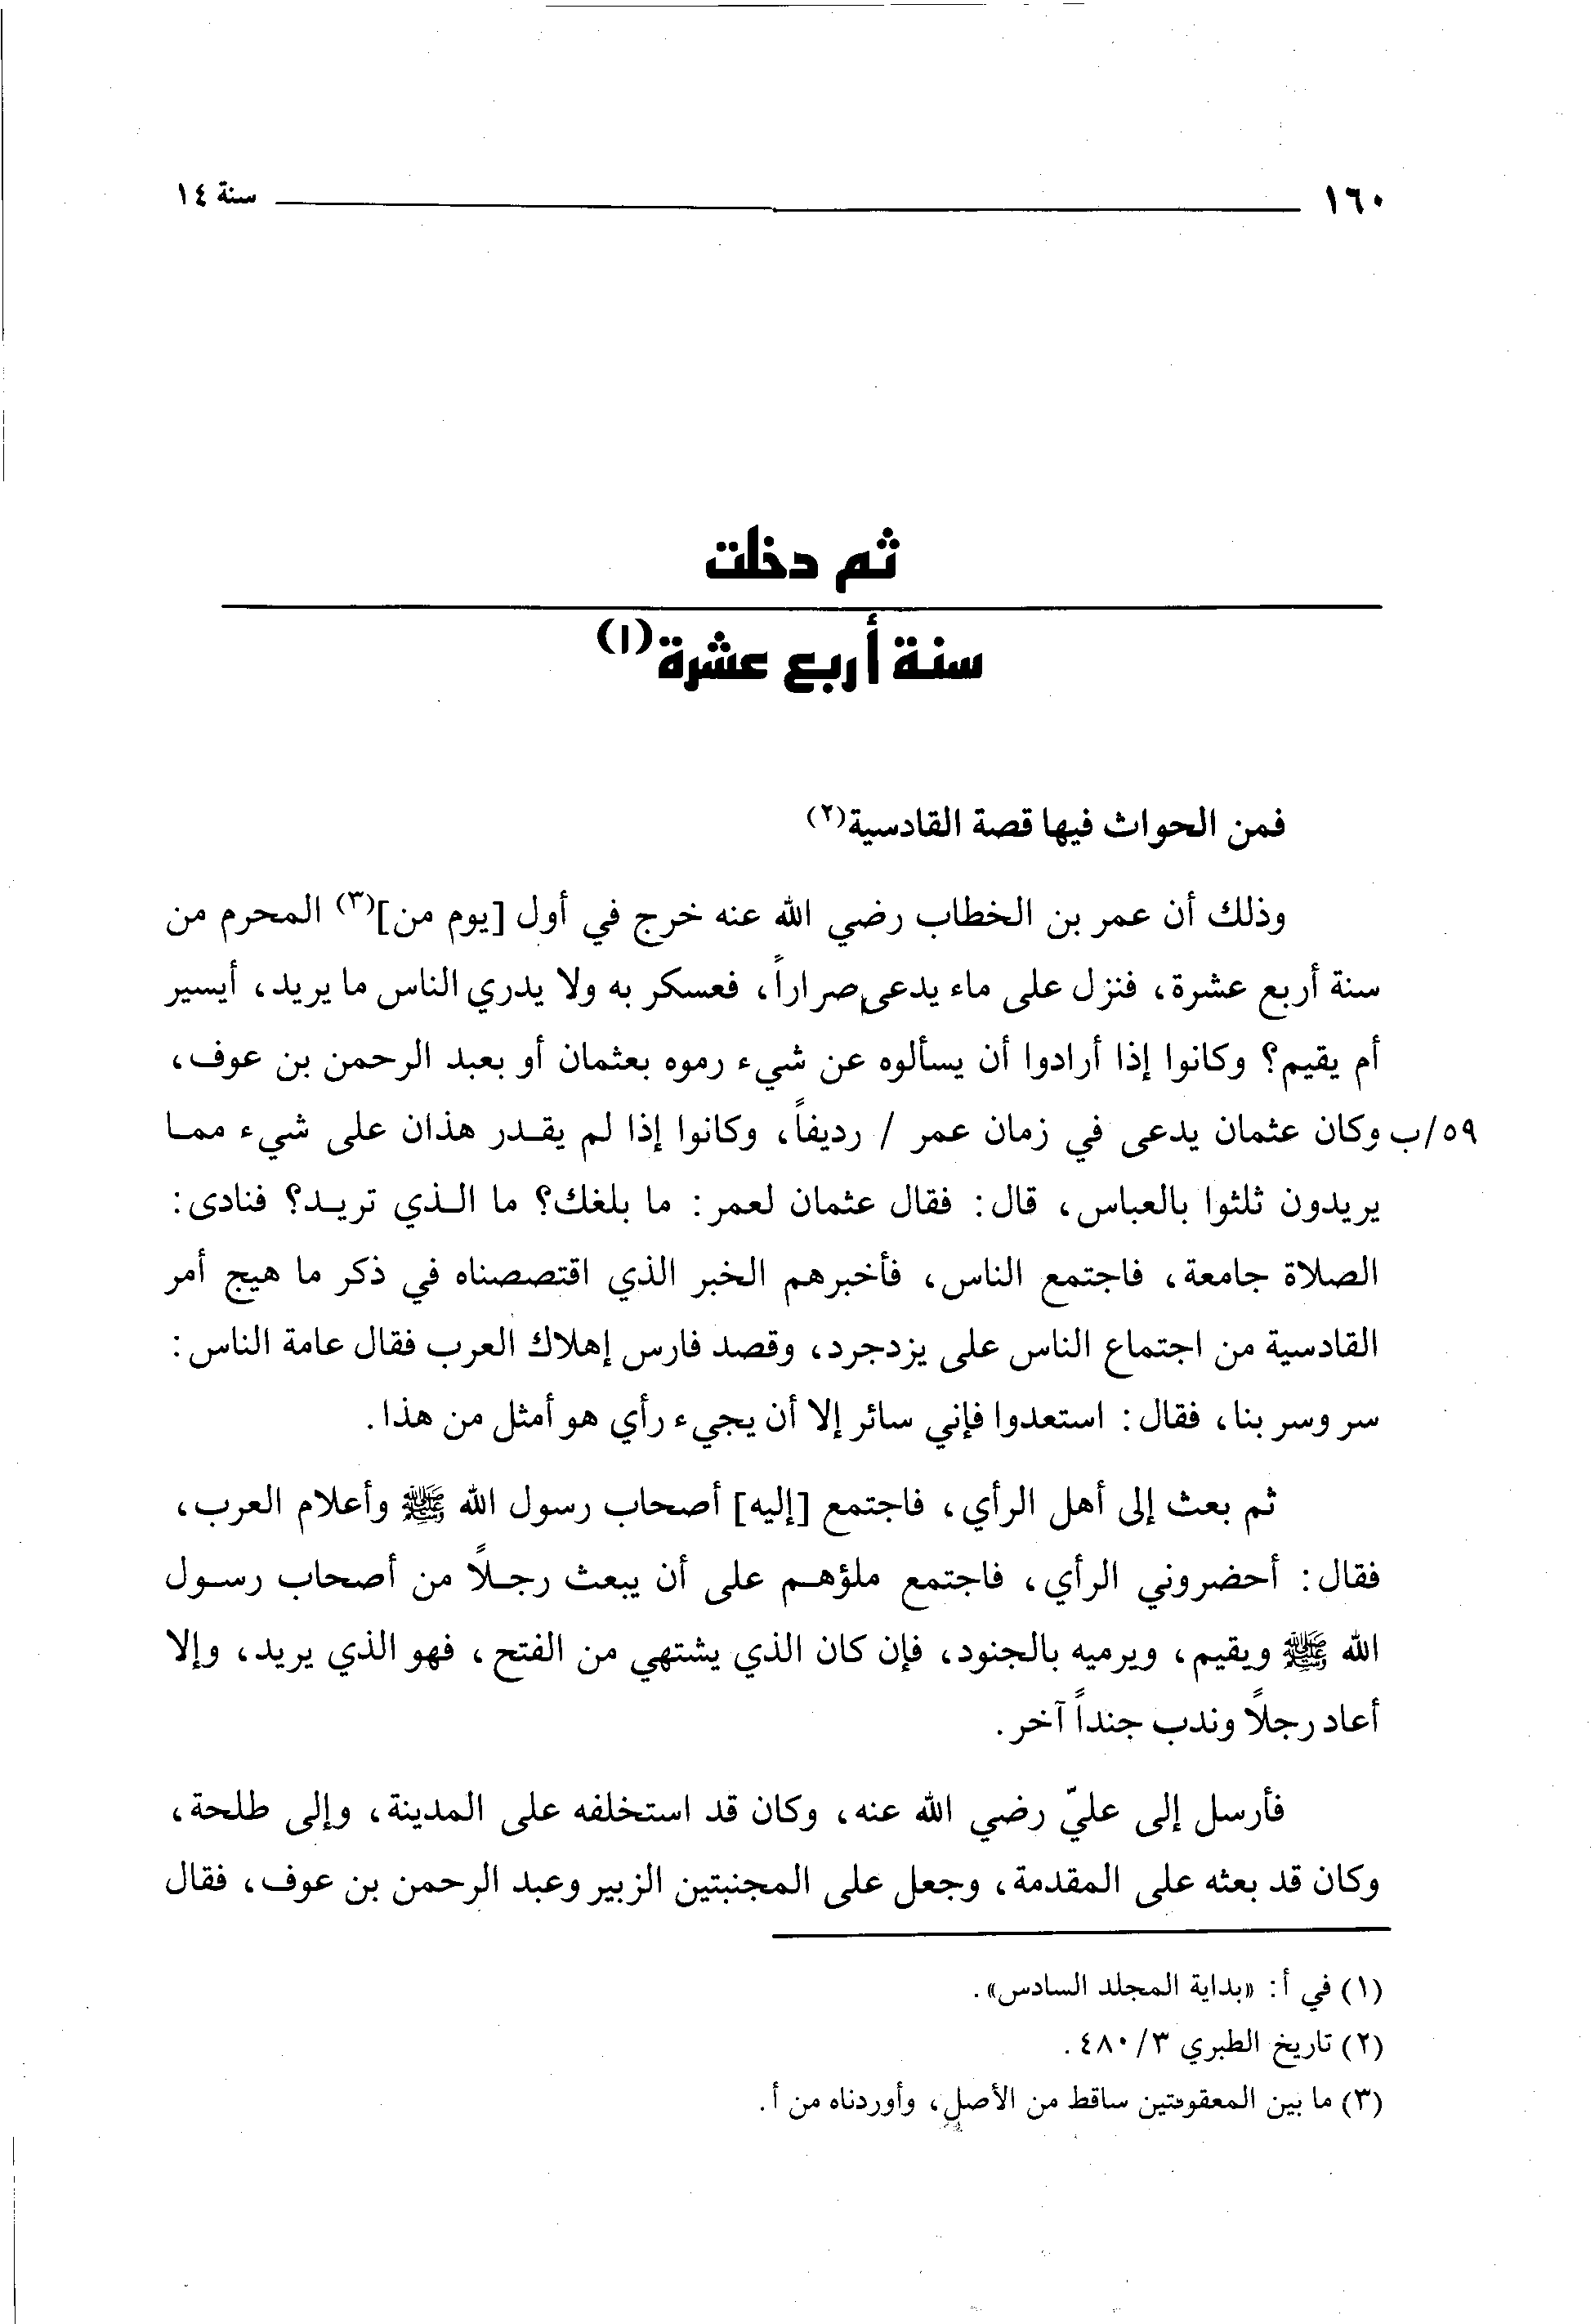 ١٦٠ سنة ١٤
ثم دخلت
سنة أربع عشرة(١)
فمن الحواث فيها قصة القادسية(٢)
وذلك أن عمر بن الخطاب رضي الله عنه خرج في أول [يوم من](٣) المحرم من
سنة أربع عشرة، فنزل على ماء يدعى صراراً، فعسكر به ولا يدري الناس ما يريد، أيسير
أم يقيم؟ وكانوا إذا أرادوا أن يسألوه عن شيء رموه بعثمان أو بعبد الرحمن بن عوف،
٥٩/ب وكان عثمان يدعى في زمان عمر / رديفاً، وكانوا إذا لم يقـدر هذان على شيء ممـا
يريدون ثلثوا بالعباس، قال: فقال عثمان لعمر: ما بلغك؟ ما الـذي تريـد؟ فنادى:
الصلاة جامعة، فاجتمع الناس، فأخبرهم الخبر الذي اقتصصناه في ذكر ما هيج أمر
القادسية من اجتماع الناس على يزدجرد، وقصد فارس إهلاك العرب فقال عامة الناس:
سر وسر بنا، فقال: استعدوا فإني سائر إلا أن يجيء رأي هو أمثل من هذا.
ثم بعث إلى أهل الرأي، فاجتمع [إليه] أصحاب رسول الله ﷺ وأعلام العرب،
فقال: أحضروني الرأي، فاجتمع ملؤهـم على أن يبعث رجـلاً من أصحاب رسـول
الله ﷺ ويقيم، ويرميه بالجنود، فإن كان الذي يشتهي من الفتح، فهو الذي يريد، وإلا
أعاد رجلاً وندب جنداً آخر.
فأرسل إلى عليّ رضي الله عنه، وكان قد استخلفه على المدينة، وإلى طلحة،
وكان قد بعثه على المقدمة، وجعل على المجنبتين الزبير وعبد الرحمن بن عوف، فقال
(١) في أ: «بداية المجلد السادس».
(٢) تاريخ الطبري ٣/ ٤٨٠.
(٣) ما بين المعقوفتين ساقط من الأصل، وأوردناه من أ.